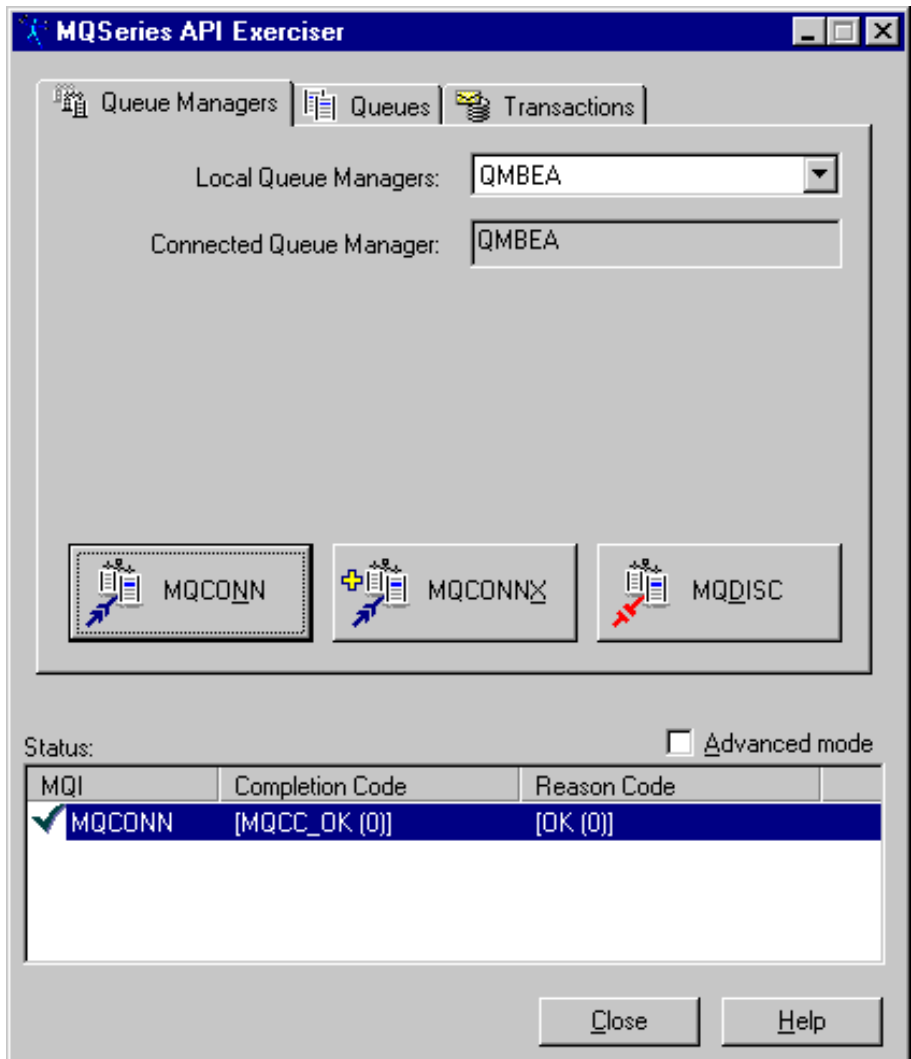 MQSeries API Exerciser
Queue Managers Queues Transactions
Local Queue Managers: QMBEA
Connected Queue Manager: QMBEA
MQCONN MQCONNX MQDISC
Status: Advanced mode
MQI Completion Code Reason Code
MQCONN [MQCC_OK (0)] [OK (0)]
Close Help